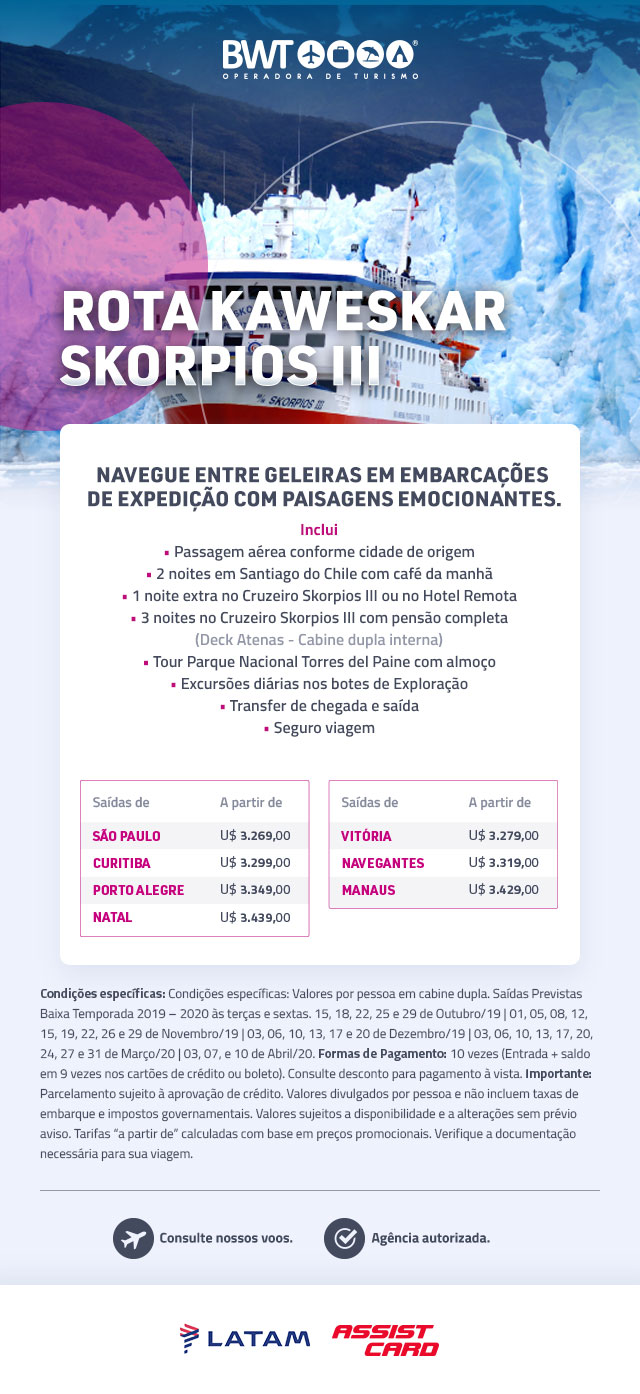 BWT
OPERADORA DE TURISMO
ROTA KAWESKAR
SKORPIOS III
SKORPIOS III
NAVEGUE ENTRE GELEIRAS EM EMBARCAÇÕES
DE EXPEDIÇÃO COM PAISAGENS EMOCIONANTES.
Inclui
▪ Passagem aérea conforme cidade de origem
▪ 2 noites em Santiago do Chile com café da manhã
▪ 1 noite extra no Cruzeiro Skorpios III ou no Hotel Remota
▪ 3 noites no Cruzeiro Skorpios III com pensão completa
(Deck Atenas - Cabine dupla interna)
▪ Tour Parque Nacional Torres del Paine com almoço
▪ Excursões diárias nos botes de Exploração
▪ Transfer de chegada e saída
▪ Seguro viagem
Saídas de A partir de
SÃO PAULO U$ 3.269,00
CURITIBA U$ 3.299,00
PORTO ALEGRE U$ 3.349,00
NATAL U$ 3.439,00
Saídas de A partir de
VITÓRIA U$ 3.279,00
NAVEGANTES U$ 3.319,00
MANAUS U$ 3.429,00
Condições específicas: Condições específicas: Valores por pessoa em cabine dupla. Saídas Previstas
Baixa Temporada 2019 – 2020 às terças e sextas. 15, 18, 22, 25 e 29 de Outubro/19 | 01, 05, 08, 12,
15, 19, 22, 26 e 29 de Novembro/19 | 03, 06, 10, 13, 17 e 20 de Dezembro/19 | 03, 06, 10, 13, 17, 20,
24, 27 e 31 de Março/20 | 03, 07, e 10 de Abril/20. Formas de Pagamento: 10 vezes (Entrada + saldo
em 9 vezes nos cartões de crédito ou boleto). Consulte desconto para pagamento à vista. Importante:
Parcelamento sujeito à aprovação de crédito. Valores divulgados por pessoa e não incluem taxas de
embarque e impostos governamentais. Valores sujeitos a disponibilidade e a alterações sem prévio
aviso. Tarifas “a partir de” calculadas com base em preços promocionais. Verifique a documentação
necessária para sua viagem.
Consulte nossos voos.
Agência autorizada.
LATAM
ASSIST
CARD